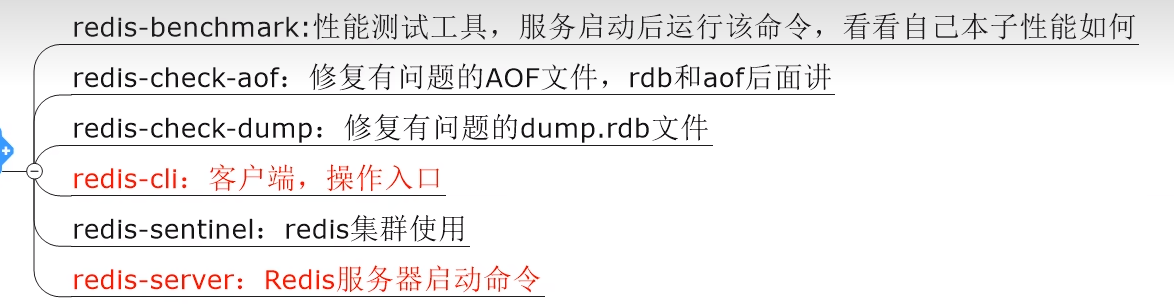 redis-benchmark:性能测试工具，服务启动后运行该命令，看看自己本子性能如何
redis-check-aof：修复有问题的AOF文件，rdb和aof后面讲
redis-check-dump：修复有问题的dump.rdb文件
redis-cli：客户端，操作入口
redis-sentinel：redis集群使用
redis-server：Redis服务器启动命令